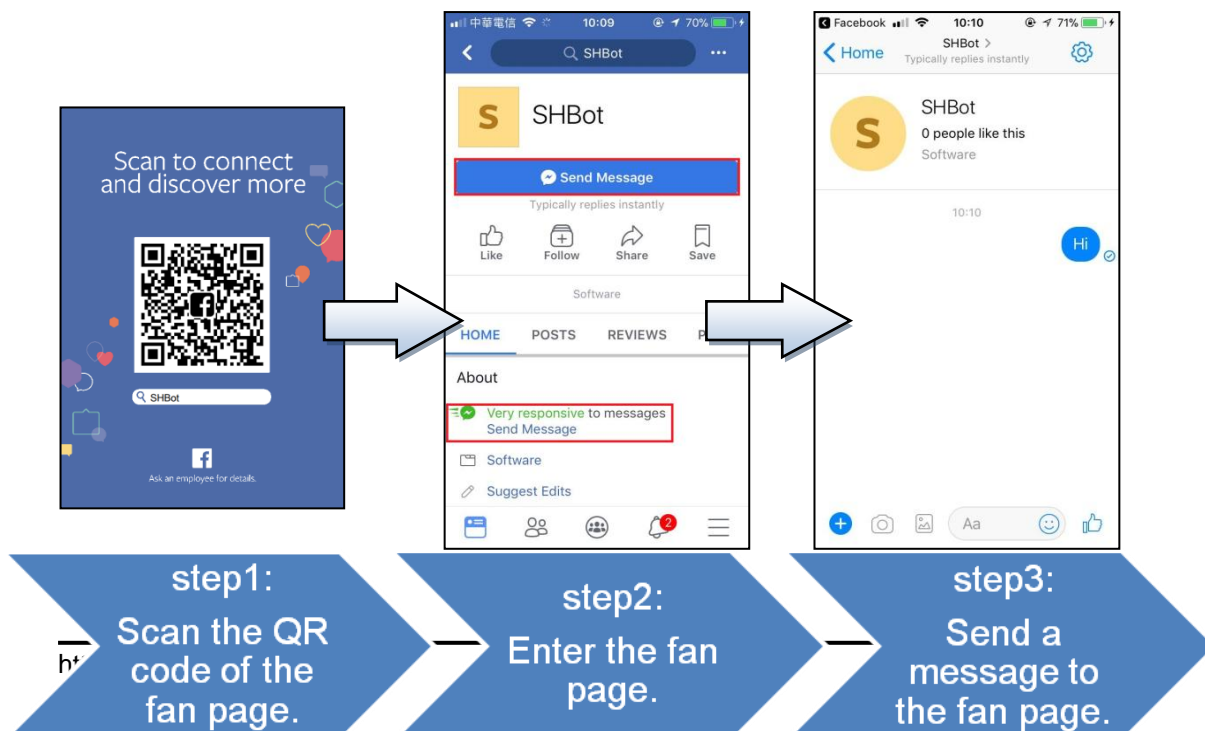 Scan to connect
and discover more
SHBot
Ask an employee for details.
中華電信 10:09 70%
SHBot
S
SHBot
Send Message
Typically replies instantly
Like Follow Share Save
Software
HOME POSTS REVIEWS P
About
Very responsive to messages
Send Message
Software
Suggest Edits
2
Facebook 10:10 71%
Home SHBot >
Typically replies instantly
S
SHBot
0 people like this
Software
10:10
Hi
Aa
step1:
Scan the QR
code of the
fan page.
step2:
Enter the fan
page.
step3:
Send a
message to
the fan page.